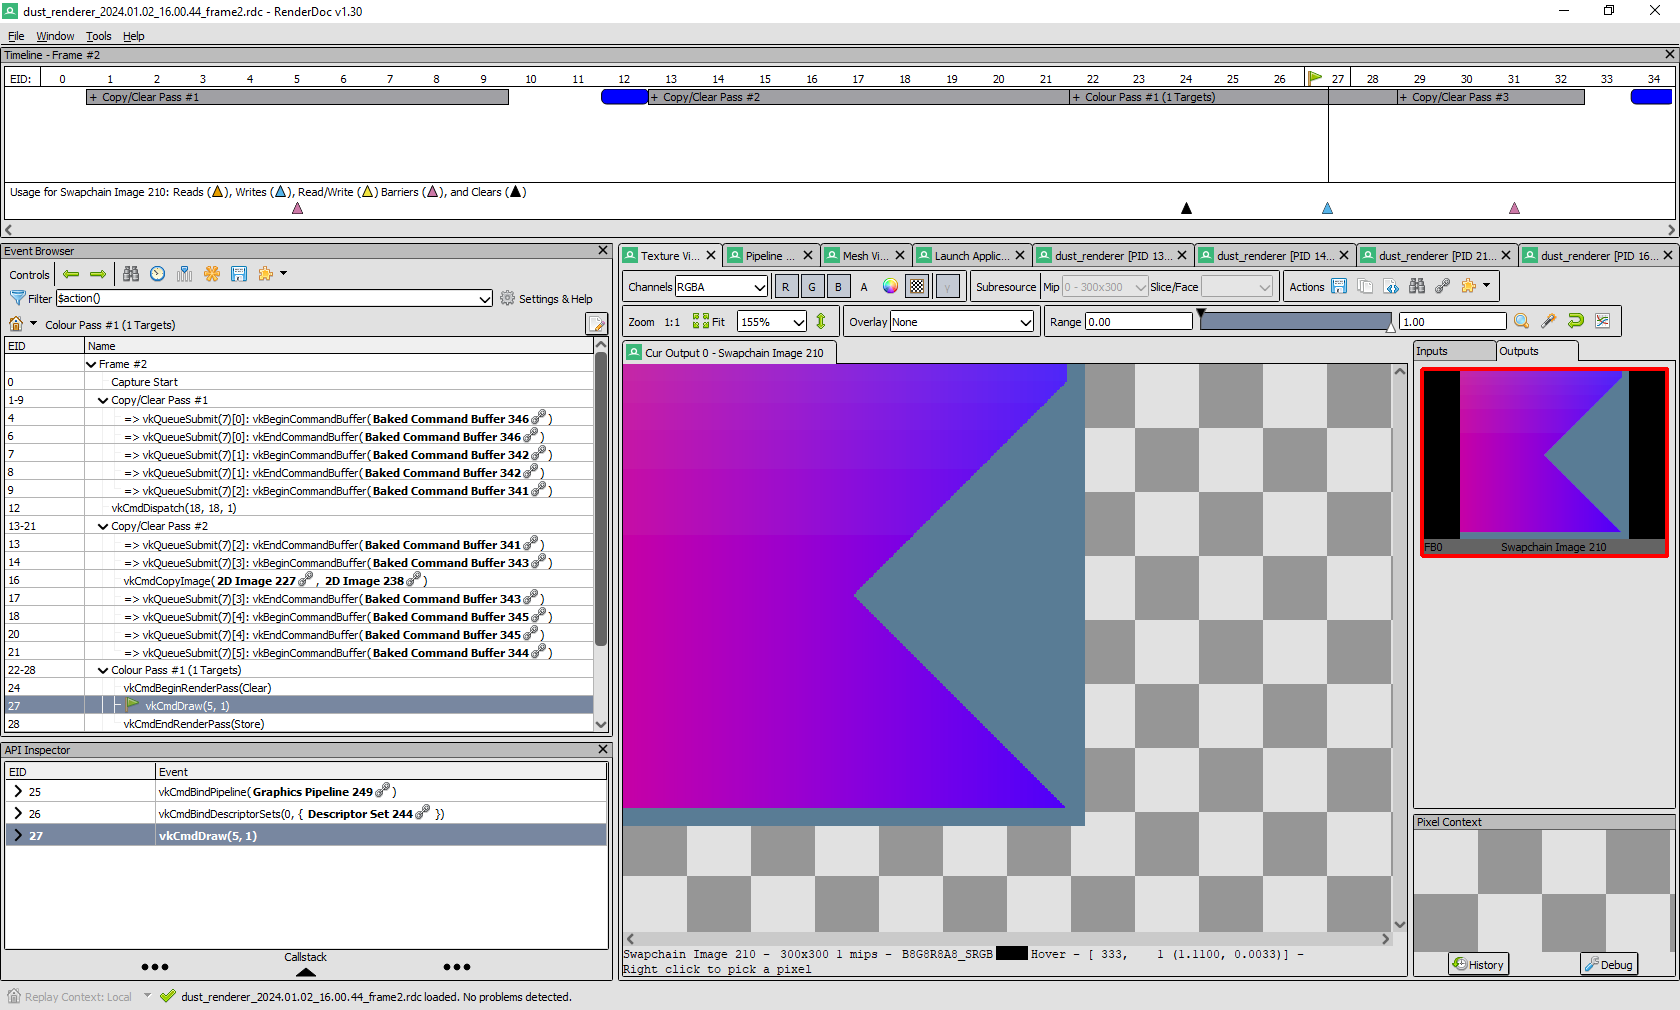 dust_renderer_2024.01.02_16.00.44_frame2.rdc - RenderDoc v1.30
File Window Tools Help
Timeline - Frame #2
EID: 0 1 2 3 4 5 6 7 8 9 10 11 12 13 14 15 16 17 18 19 20 21 22 23 24 25 26 27 28 29 30 31 32 33 34
+ Copy/Clear Pass #1 + Copy/Clear Pass #2 + Colour Pass #1 (1 Targets) + Copy/Clear Pass #3
Usage for Swapchain Image 210: Reads ( ), Writes ( ), Read/Write ( ) Barriers ( ), and Clears ( )
Event Browser
Controls
Filter $action() Settings & Help
Colour Pass #1 (1 Targets)
EID Name
Frame #2
0 Capture Start
1-9 Copy/Clear Pass #1
4 => vkQueueSubmit(7)[0]: vkBeginCommandBuffer( Baked Command Buffer 346 )
6 => vkQueueSubmit(7)[0]: vkEndCommandBuffer( Baked Command Buffer 346 )
7 => vkQueueSubmit(7)[1]: vkBeginCommandBuffer( Baked Command Buffer 342 )
8 => vkQueueSubmit(7)[1]: vkEndCommandBuffer( Baked Command Buffer 342 )
9 => vkQueueSubmit(7)[2]: vkBeginCommandBuffer( Baked Command Buffer 341 )
12 vkCmdDispatch(18, 18, 1)
13-21 Copy/Clear Pass #2
13 => vkQueueSubmit(7)[2]: vkEndCommandBuffer( Baked Command Buffer 341 )
14 => vkQueueSubmit(7)[3]: vkBeginCommandBuffer( Baked Command Buffer 343 )
16 vkCmdCopyImage( 2D Image 227 , 2D Image 238 )
17 => vkQueueSubmit(7)[3]: vkEndCommandBuffer( Baked Command Buffer 343 )
18 => vkQueueSubmit(7)[4]: vkBeginCommandBuffer( Baked Command Buffer 345 )
20 => vkQueueSubmit(7)[4]: vkEndCommandBuffer( Baked Command Buffer 345 )
21 => vkQueueSubmit(7)[5]: vkBeginCommandBuffer( Baked Command Buffer 344 )
22-28 Colour Pass #1 (1 Targets)
24 vkCmdBeginRenderPass(Clear)
27 vkCmdDraw(5, 1)
28 vkCmdEndRenderPass(Store)
API Inspector
EID Event
25 vkCmdBindPipeline( Graphics Pipeline 249 )
26 vkCmdBindDescriptorSets(0, { Descriptor Set 244 })
27 vkCmdDraw(5, 1)
Callstack
Texture Vi... Pipeline ... Mesh Vi... Launch Applic... dust_renderer [PID 13... dust_renderer [PID 14... dust_renderer [PID 21... dust_renderer [PID 16...
Channels RGBA R G B A γ Subresource Mip 0 - 300x300 Slice/Face Actions
Zoom 1:1 Fit 155% Overlay None Range 0.00 1.00
Cur Output 0 - Swapchain Image 210
Inputs Outputs
FB0 Swapchain Image 210
Pixel Context
History Debug
Swapchain Image 210 - 300x300 1 mips - B8G8R8A8_SRGB Hover - [ 333, 1 (1.1100, 0.0033)] -
Right click to pick a pixel
Replay Context: Local dust_renderer_2024.01.02_16.00.44_frame2.rdc loaded. No problems detected.